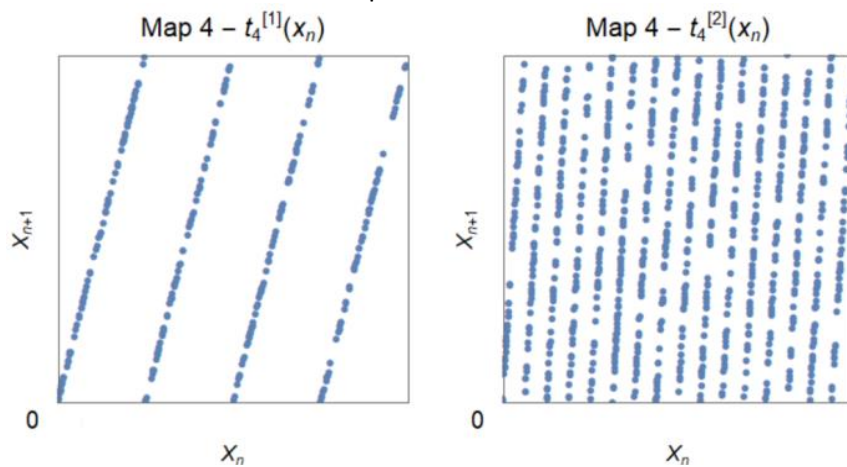 Map 4 – t₄^[1](xₙ)
Xₙ₊₁
0
Xₙ
Map 4 – t₄^[2](xₙ)
Xₙ₊₁
0
Xₙ